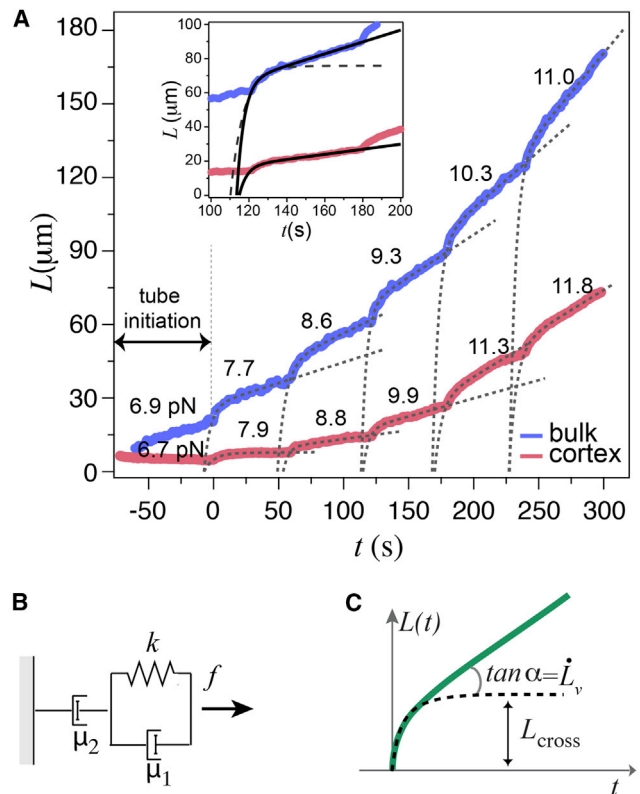 A
180
150
120
90
60
30
0
L(μm)
-50 0 50 100 150 200 250 300
t (s)
tube
initiation
6.9 pN
7.7
8.6
9.3
10.3
11.0
6.7 pN
7.9
8.8
9.9
11.3
11.8
bulk
cortex
100
80
60
40
20
0
L (μm)
100 120 140 160 180 200
t(s)
B
k
f
μ2
μ1
C
L(t)
tan α=L̇v
Lcross
t